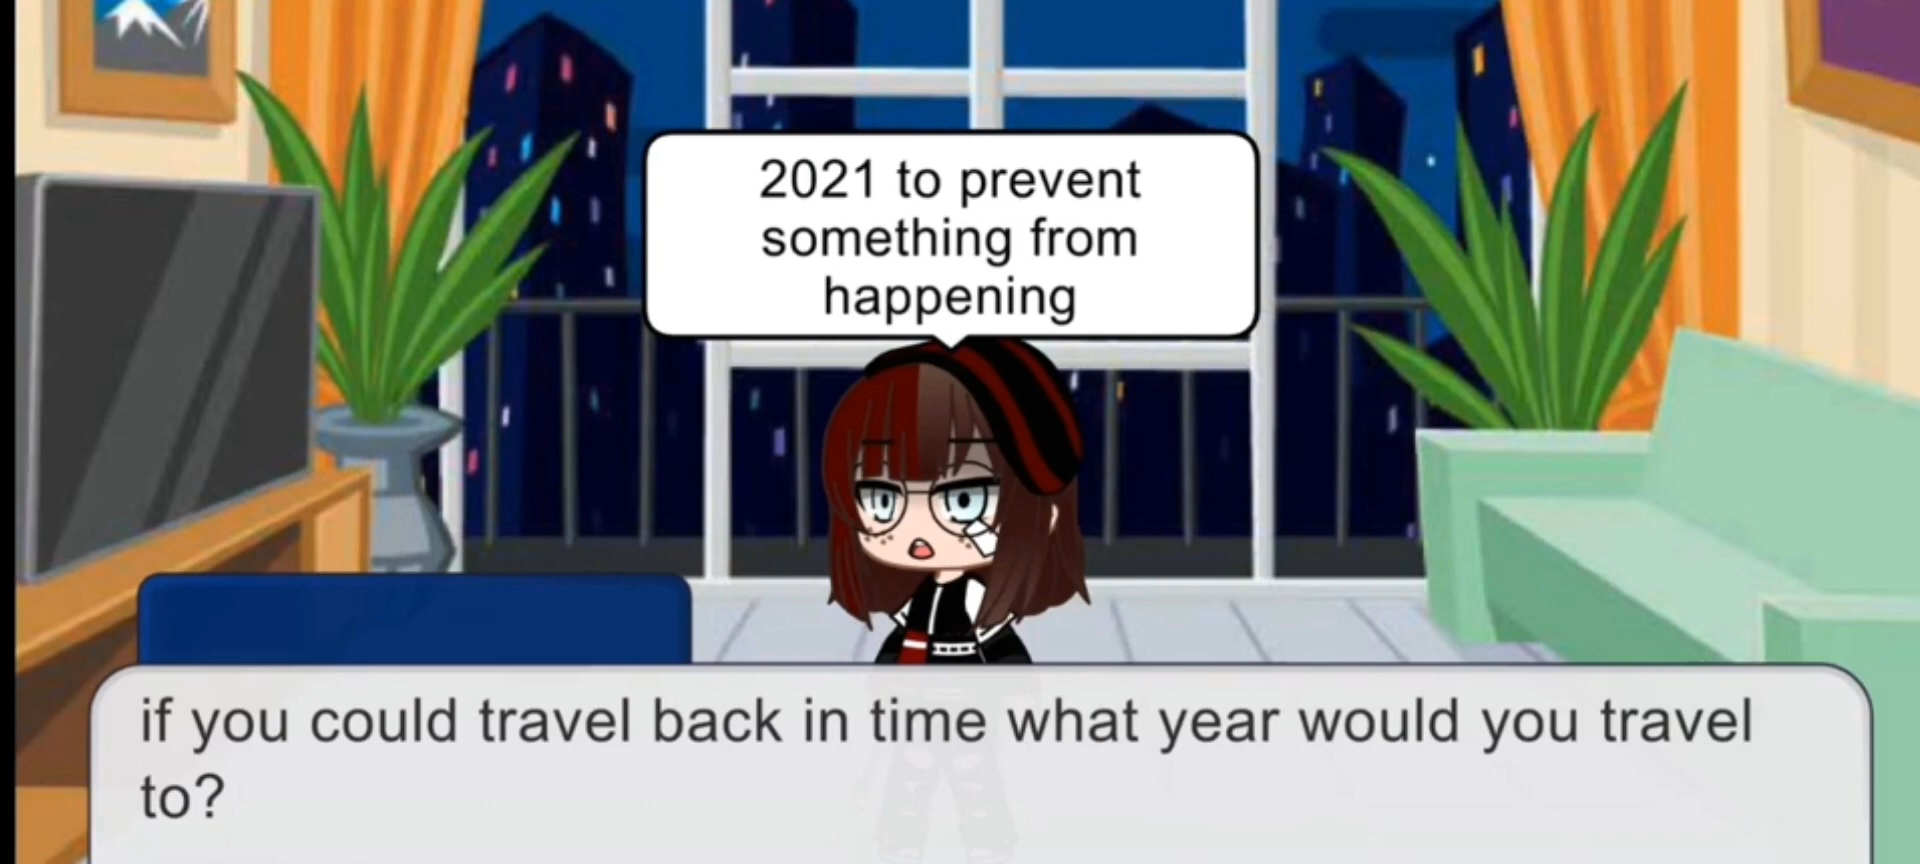 2021 to prevent
something from
happening
if you could travel back in time what year would you travel
to?